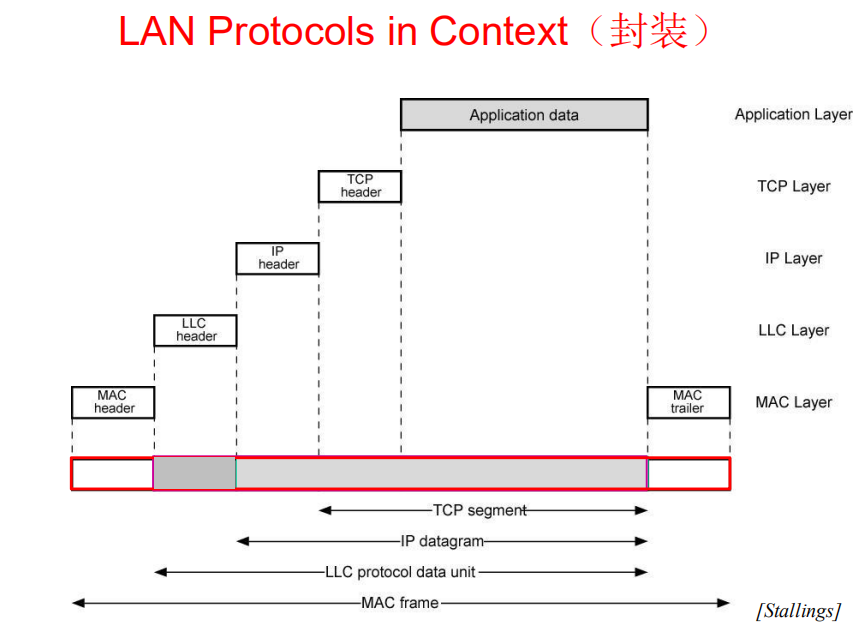 LAN Protocols in Context（封装）
Application data
Application Layer
TCP
header
TCP Layer
IP
header
IP Layer
LLC
header
LLC Layer
MAC
header
MAC
trailer
MAC Layer
TCP segment
IP datagram
LLC protocol data unit
MAC frame
[Stallings]